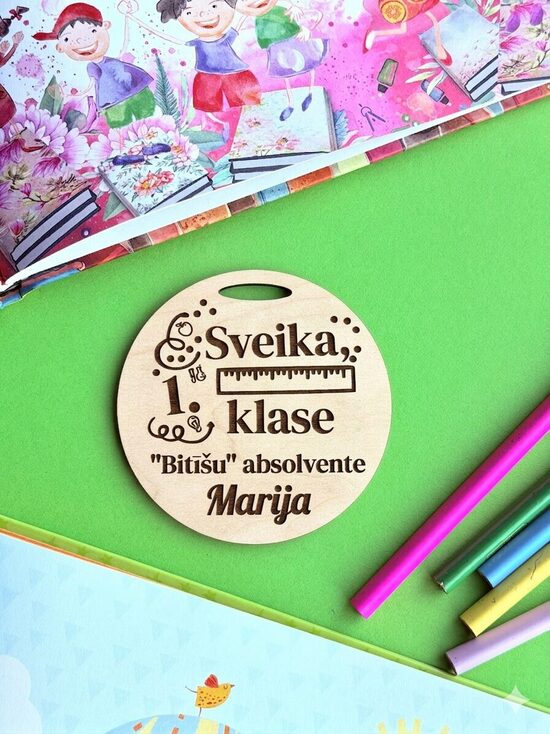 Sveika,
1. klase
"Bitīšu" absolvente
Marija